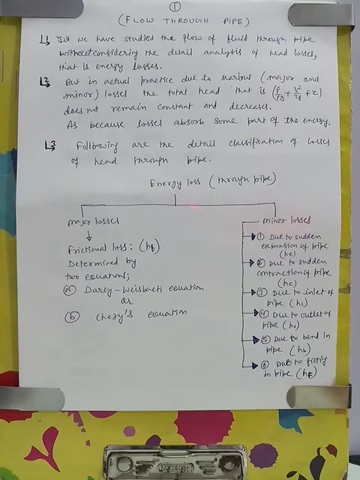 ①
(FLOW THROUGH PIPE)
Till we have studied the flow of fluid through pipe
without considering the detail analysis of head losses,
that is energy losses.
But in actual practice due to various (major and
minor) losses the total head that is (P/ρg + V²/2g + z)
does not remain constant and decreases.
As because losses absorb some part of the energy.
Following are the detail classification of losses
of head through pipe.
Energy loss (through pipe)
major losses
Frictional loss: (hf)
Determined by
two equations;
(a) Darcy-Weisbach equation
or
(b) Chezy's equation
minor losses
① Due to sudden
expansion of pipe
(he)
② Due to sudden
contraction of pipe
(hc)
③ Due to inlet of
pipe (hi)
④ Due to outlet of
pipe (ho)
⑤ Due to bend in
pipe (hb)
⑥ Due to fitting
in pipe (hf)